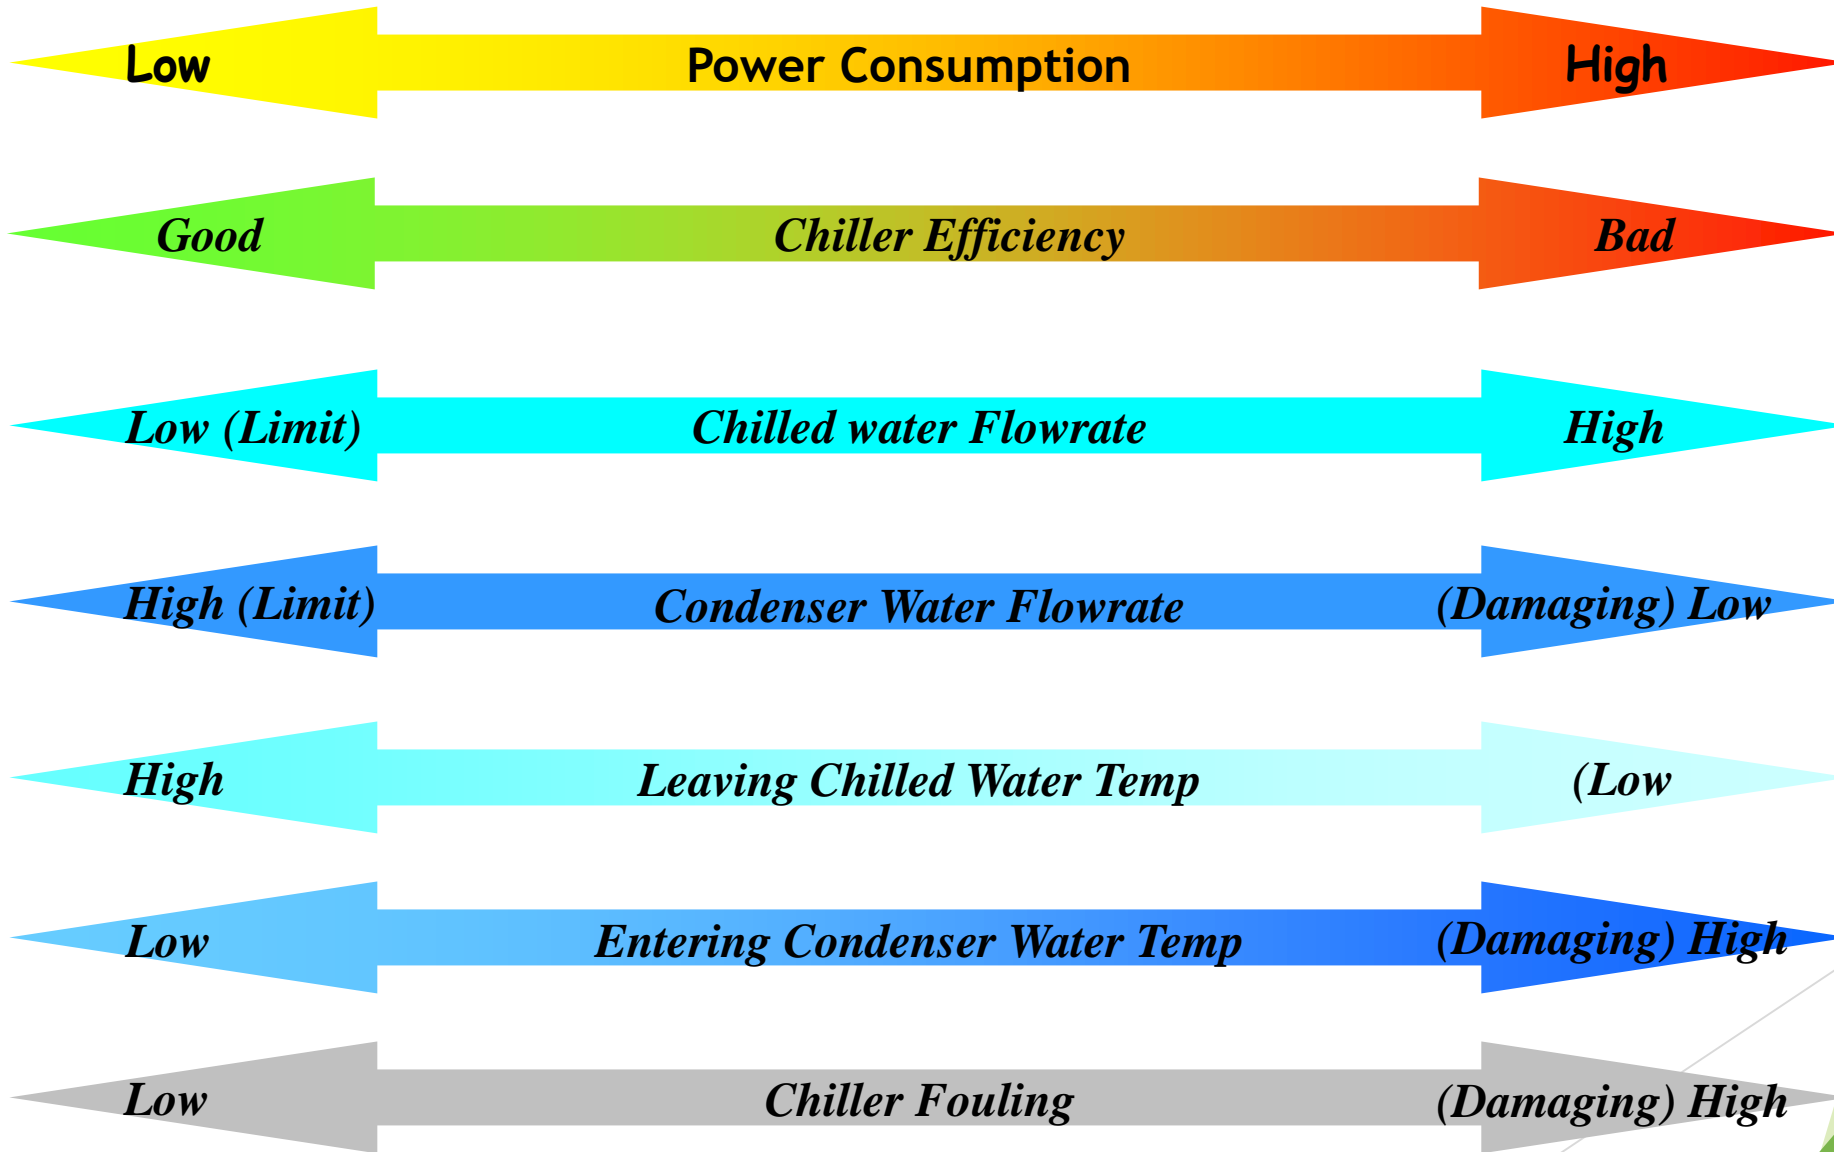 Low Power Consumption High
Good Chiller Efficiency Bad
Low (Limit) Chilled water Flowrate High
High (Limit) Condenser Water Flowrate (Damaging) Low
High Leaving Chilled Water Temp (Low
Low Entering Condenser Water Temp (Damaging) High
Low Chiller Fouling (Damaging) High